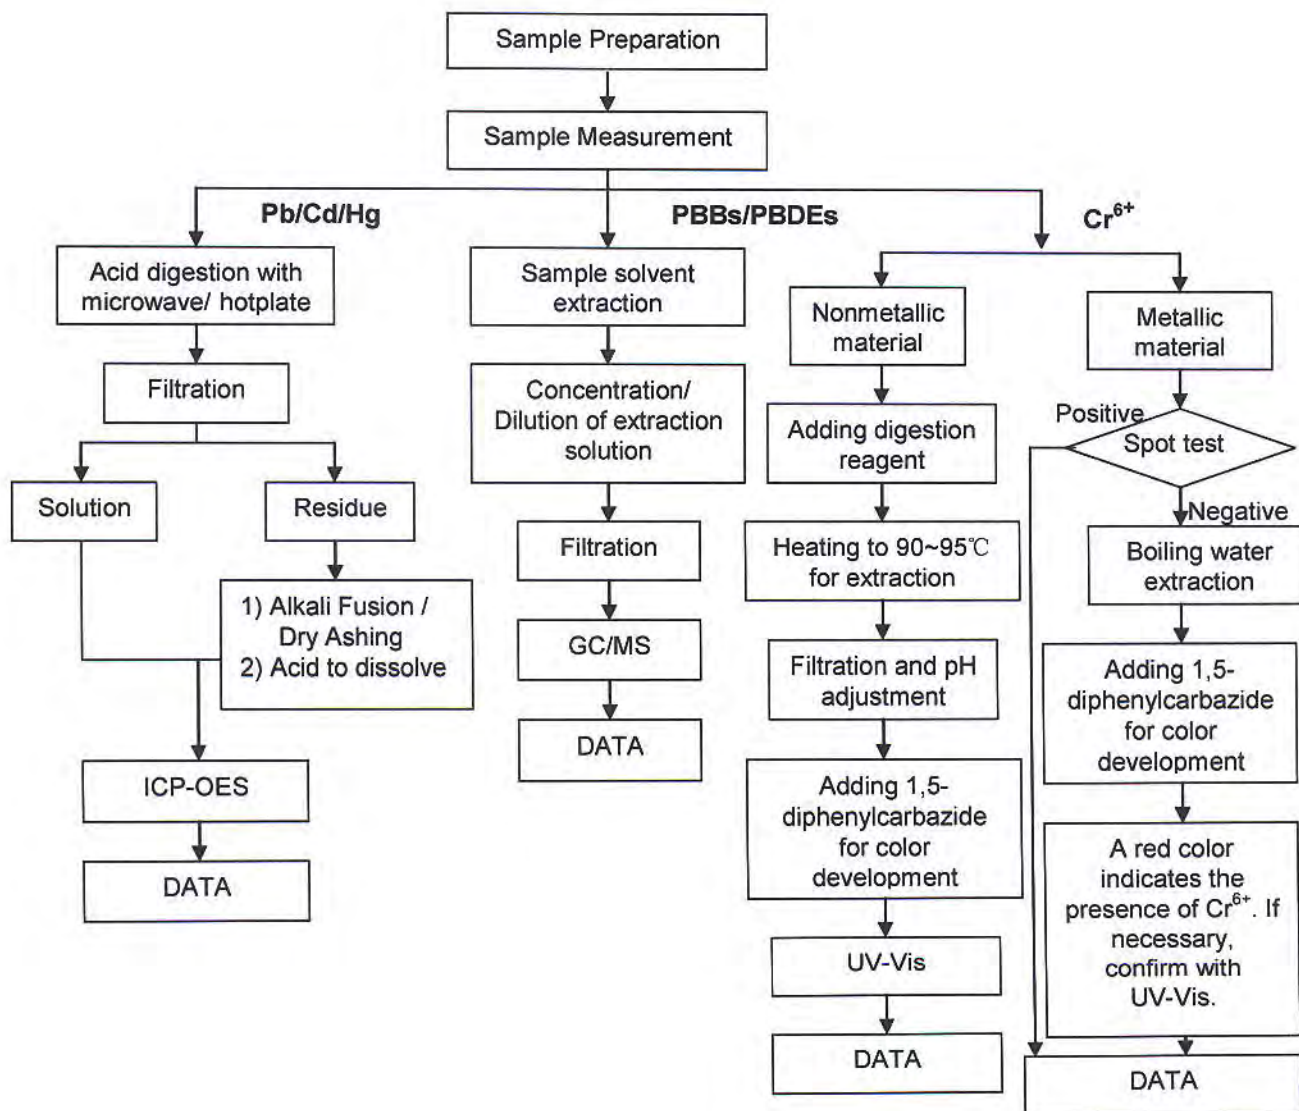 Sample Preparation
Sample Measurement
Pb/Cd/Hg
PBBs/PBDEs
Cr⁶⁺
Acid digestion with
microwave/ hotplate
Filtration
Solution
Residue
1) Alkali Fusion /
Dry Ashing
2) Acid to dissolve
ICP-OES
DATA
Sample solvent
extraction
Concentration/
Dilution of extraction
solution
Filtration
GC/MS
DATA
Nonmetallic
material
Adding digestion
reagent
Heating to 90~95℃
for extraction
Filtration and pH
adjustment
Adding 1,5-
diphenylcarbazide
for color
development
UV-Vis
DATA
Metallic
material
Positive
Spot test
Negative
Boiling water
extraction
Adding 1,5-
diphenylcarbazide
for color
development
A red color
indicates the
presence of Cr⁶⁺. If
necessary,
confirm with
UV-Vis.
DATA